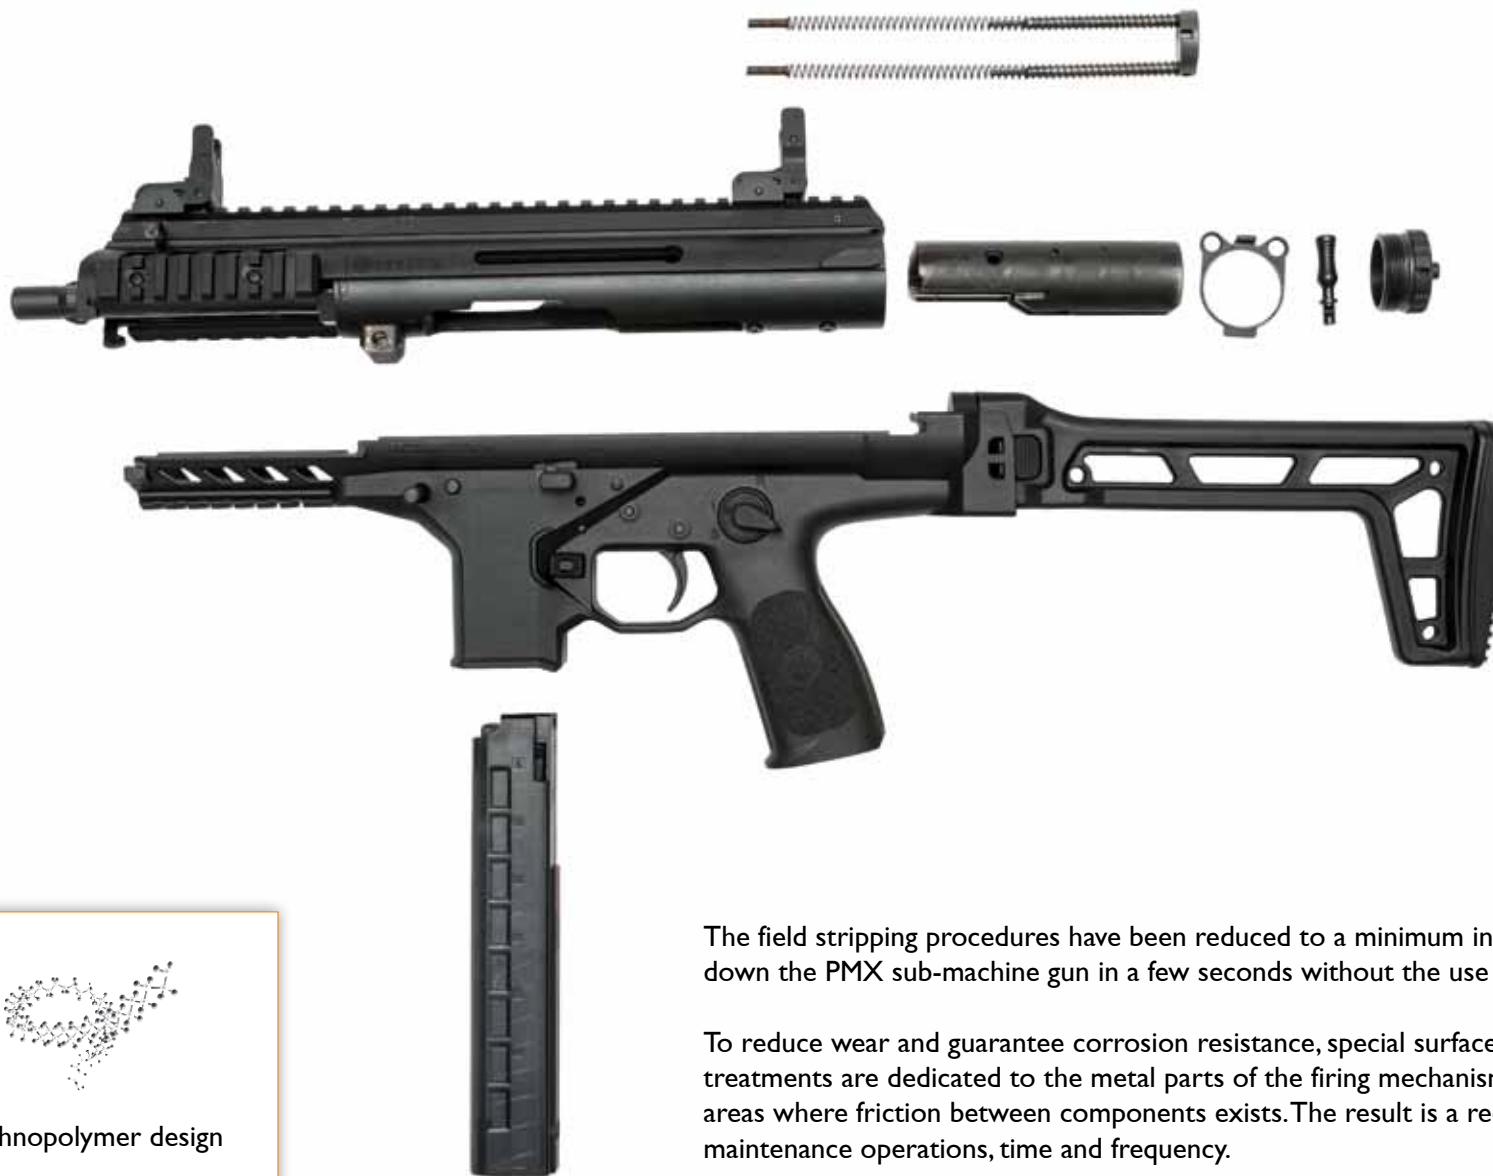 The field stripping procedures have been reduced to a minimum in
down the PMX sub-machine gun in a few seconds without the use
To reduce wear and guarantee corrosion resistance, special surface
treatments are dedicated to the metal parts of the firing mechanism
areas where friction between components exists. The result is a re
maintenance operations, time and frequency.
hnopolymer design